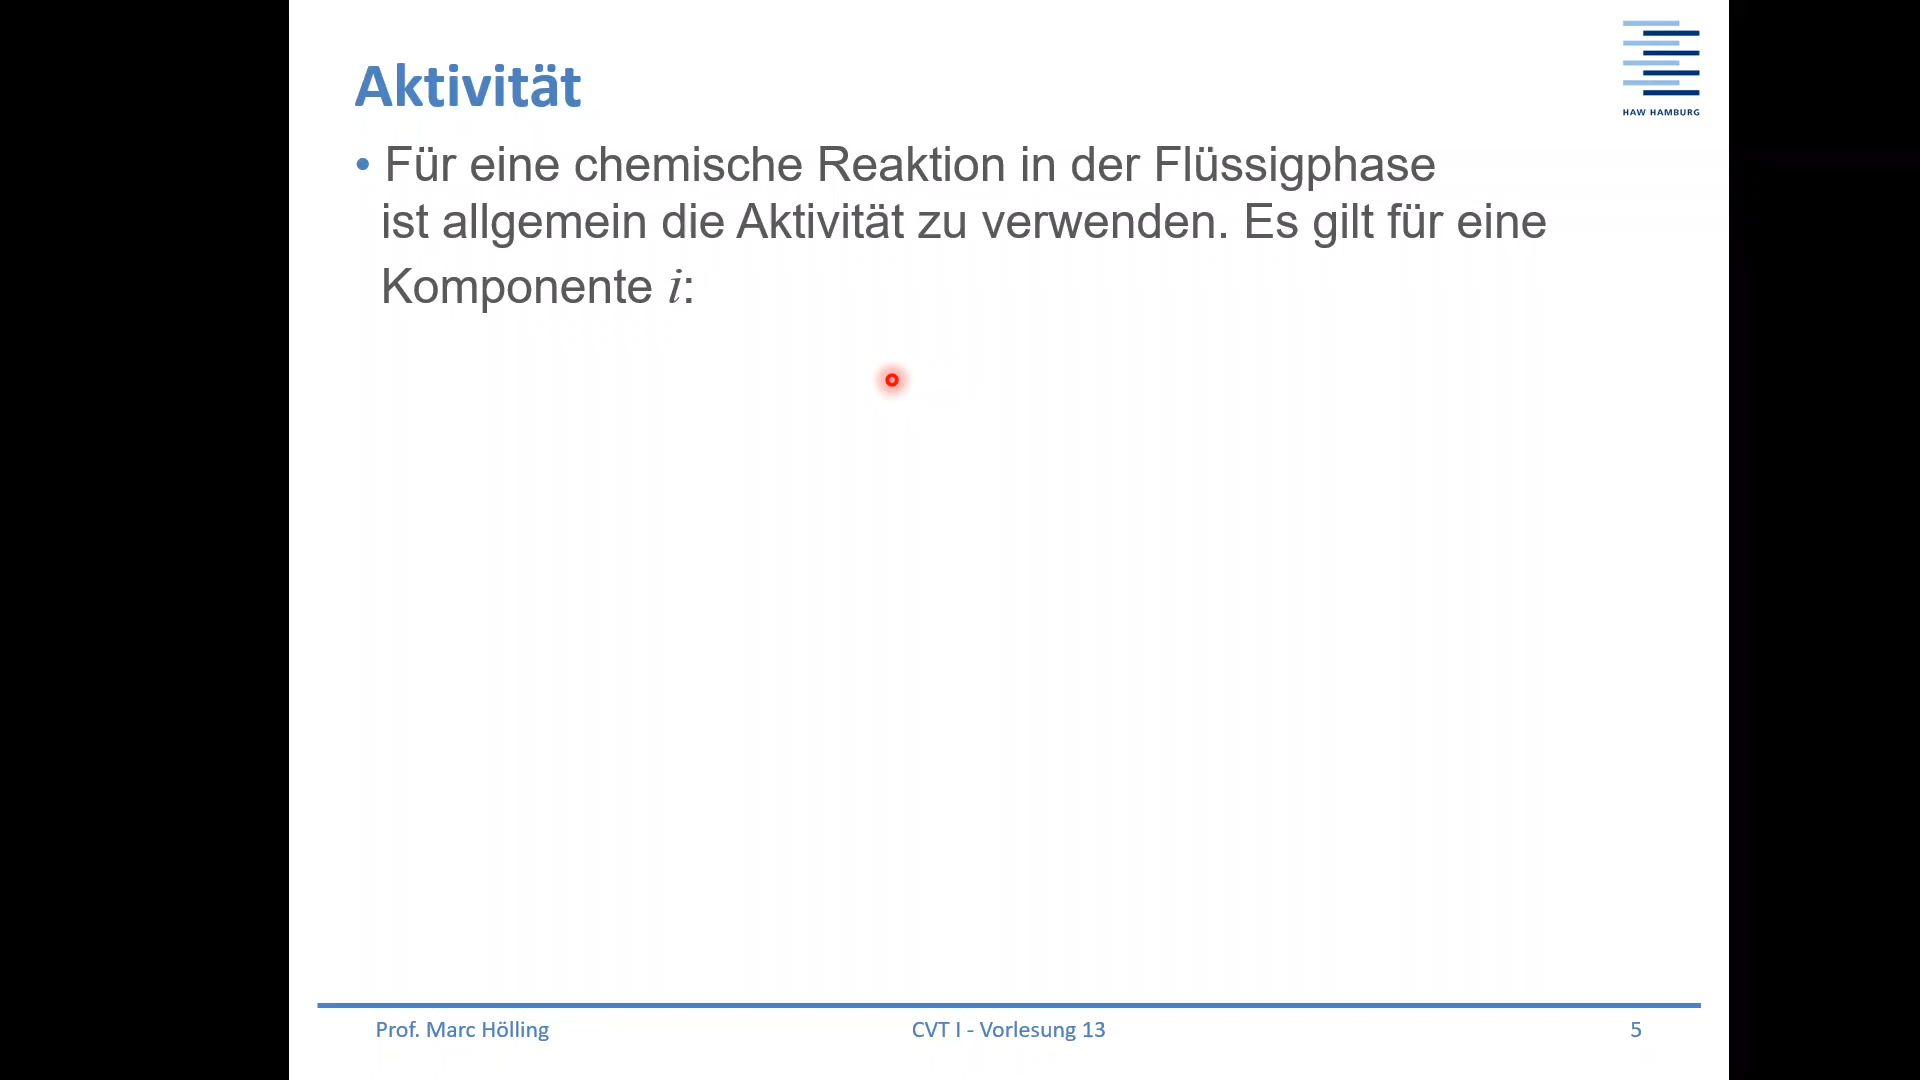 Aktivität
HAW HAMBURG
• Für eine chemische Reaktion in der Flüssigphase
ist allgemein die Aktivität zu verwenden. Es gilt für eine
Komponente i:
Prof. Marc Hölling
CVT I - Vorlesung 13
5